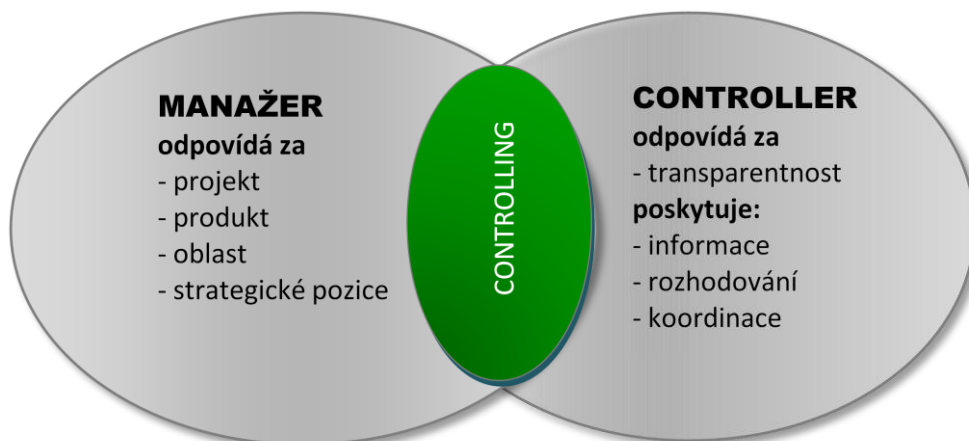 MANAŽER
odpovídá za
- projekt
- produkt
- oblast
- strategické pozice
CONTROLLING
CONTROLLER
odpovídá za
- transparentnost
poskytuje:
- informace
- rozhodování
- koordinace